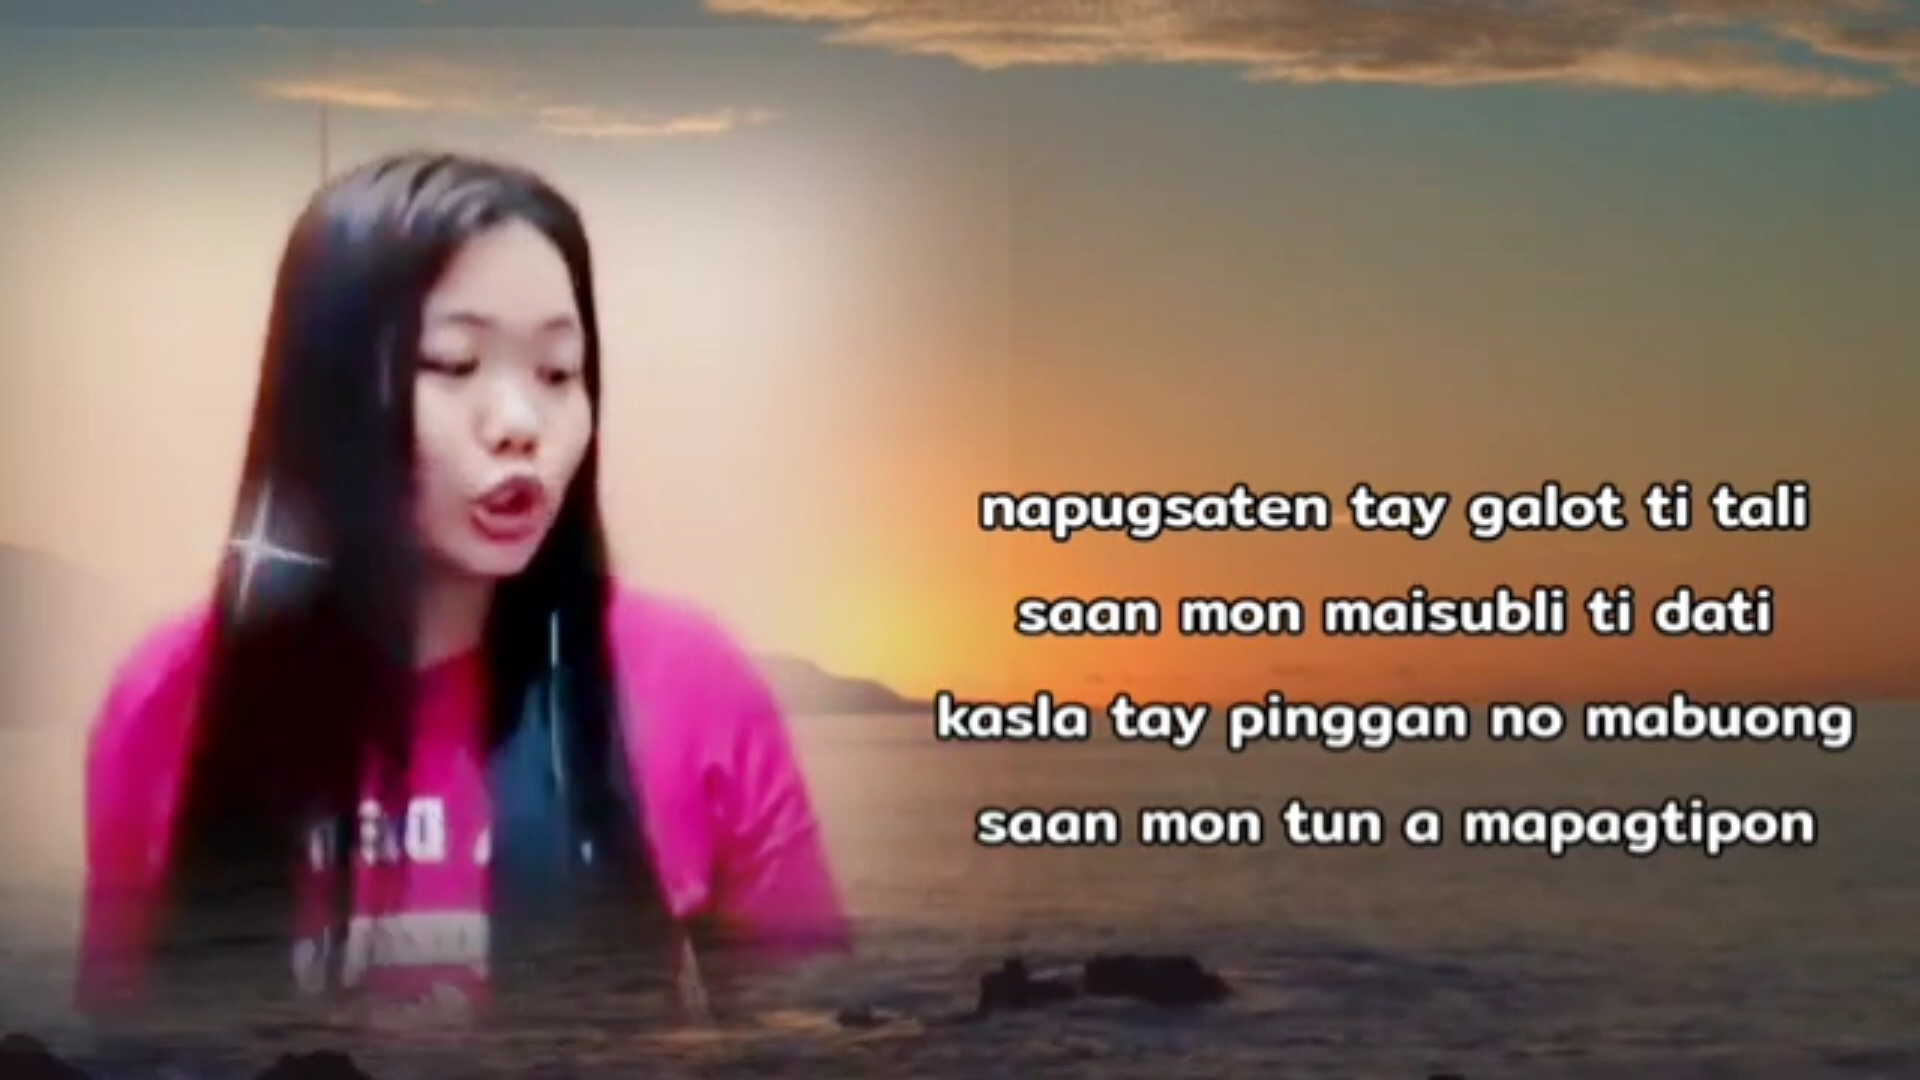 napugsaten tay galot ti tali
saan mon maisubli ti dati
kasla tay pinggan no mabuong
saan mon tun a mapagtipon